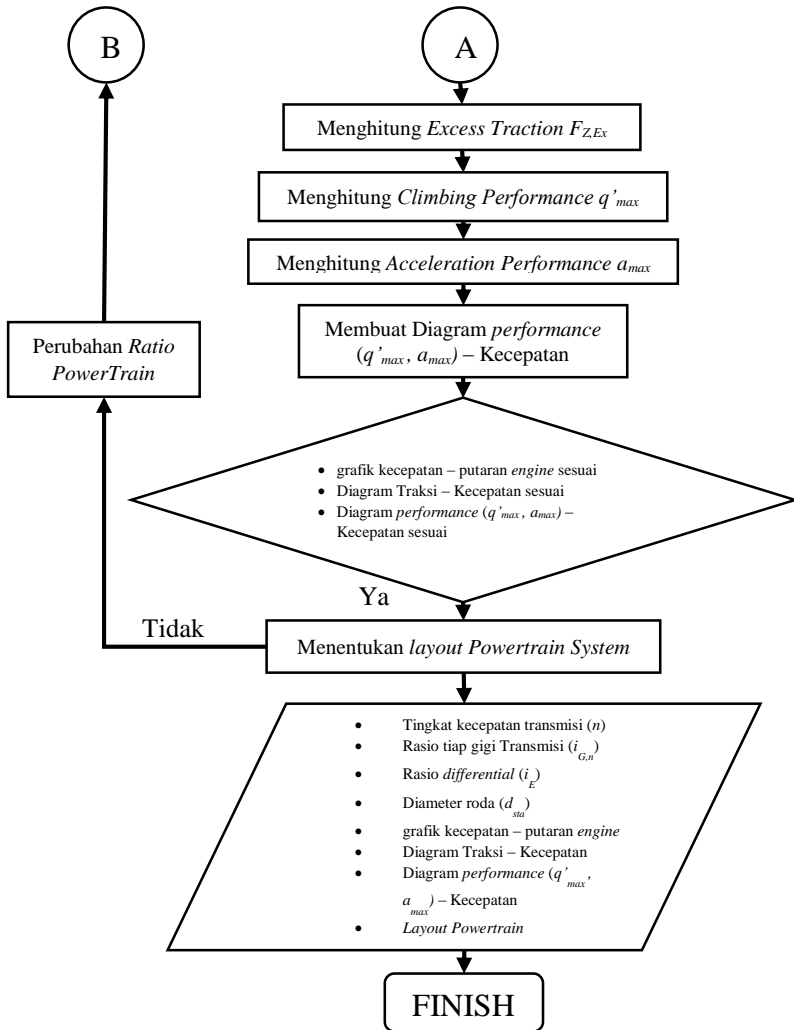 B
A
Menghitung Excess Traction F_Z,Ex
Menghitung Climbing Performance q’_max
Menghitung Acceleration Performance a_max
Membuat Diagram performance
(q’_max , a_max) – Kecepatan
Perubahan Ratio
PowerTrain
• grafik kecepatan – putaran engine sesuai
• Diagram Traksi – Kecepatan sesuai
• Diagram performance (q’_max , a_max) –
Kecepatan sesuai
Ya
Tidak
Menentukan layout Powertrain System
• Tingkat kecepatan transmisi (n)
• Rasio tiap gigi Transmisi (i_G,n)
• Rasio differential (i_E)
• Diameter roda (d_sta)
• grafik kecepatan – putaran engine
• Diagram Traksi – Kecepatan
• Diagram performance (q’_max ,
a_max) – Kecepatan
• Layout Powertrain
FINISH